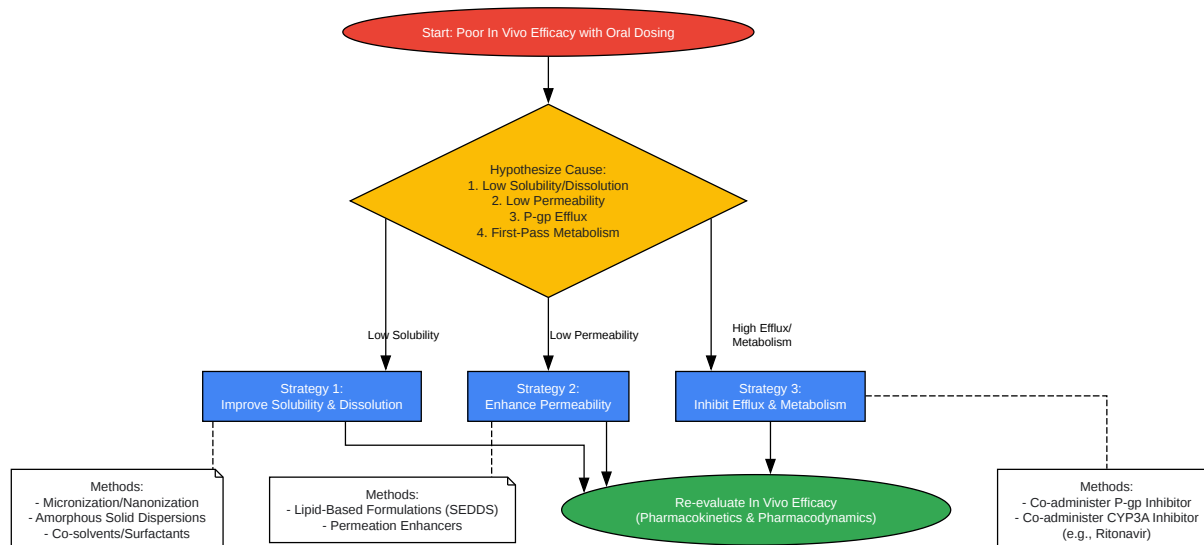 Start: Poor In Vivo Efficacy with Oral Dosing
Hypothesize Cause:
1. Low Solubility/Dissolution
2. Low Permeability
3. P-gp Efflux
4. First-Pass Metabolism
Low Solubility
Low Permeability
High Efflux/
Metabolism
Strategy 1:
Improve Solubility & Dissolution
Strategy 2:
Enhance Permeability
Strategy 3:
Inhibit Efflux & Metabolism
Methods:
- Micronization/Nanonization
- Amorphous Solid Dispersions
- Co-solvents/Surfactants
Methods:
- Lipid-Based Formulations (SEDDS)
- Permeation Enhancers
Re-evaluate In Vivo Efficacy
(Pharmacokinetics & Pharmacodynamics)
Methods:
- Co-administer P-gp Inhibitor
- Co-administer CYP3A Inhibitor
(e.g., Ritonavir)